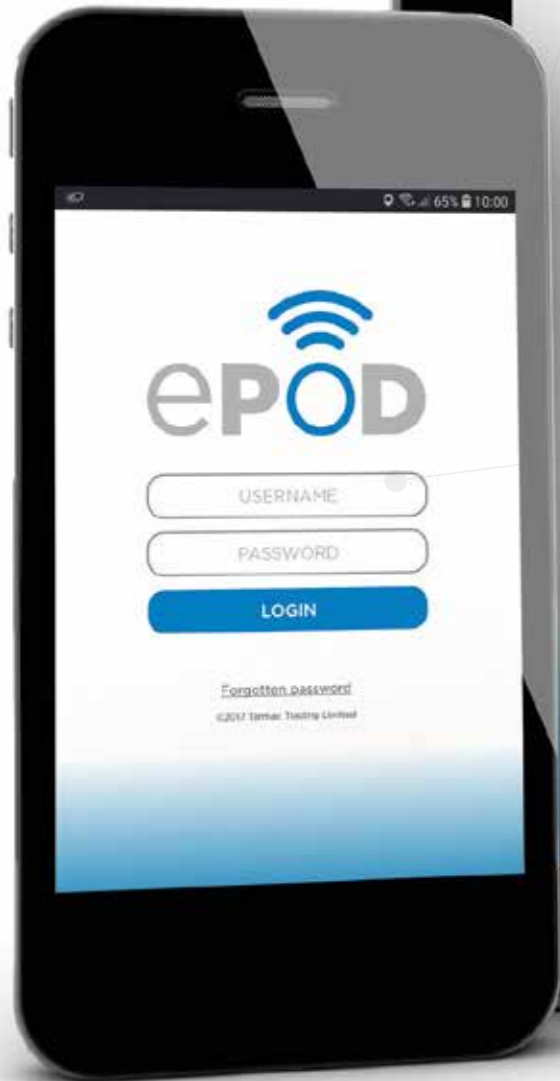 65% 10:00
ePOD
USERNAME
PASSWORD
LOGIN
Forgotten password
©2017 Tarmac Trading Limited